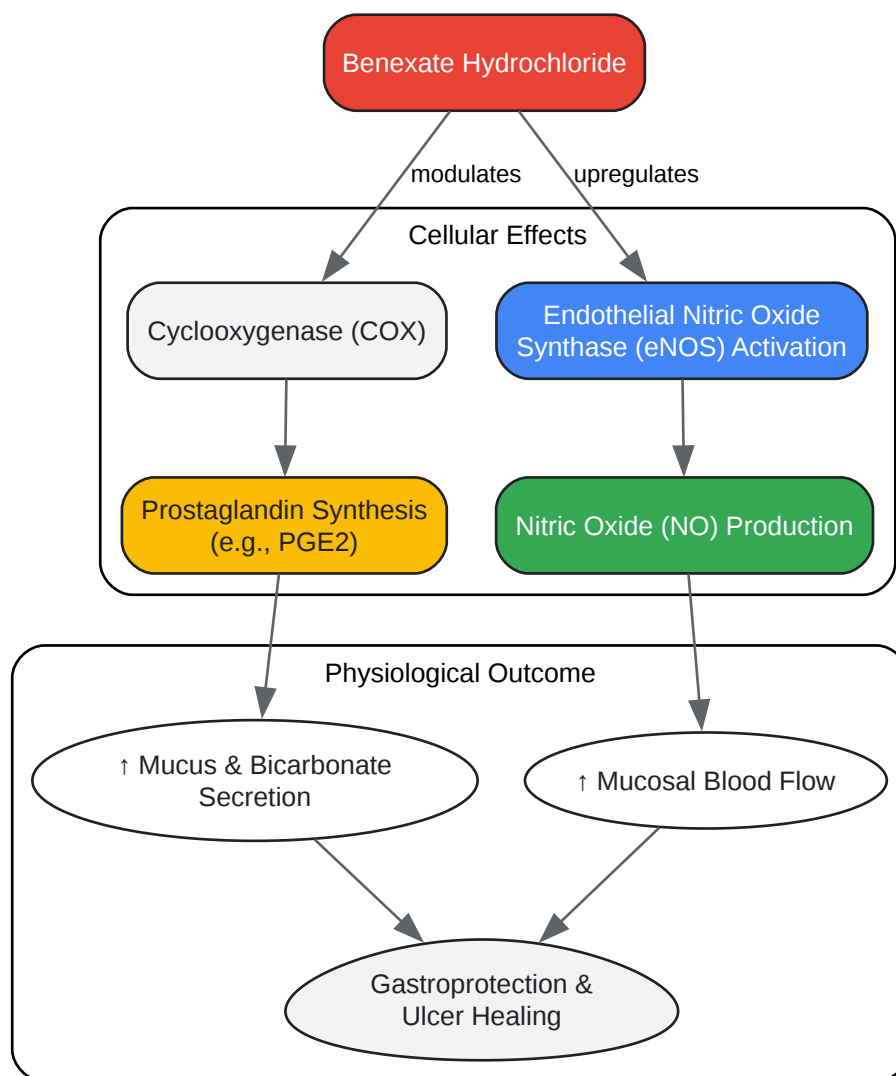 Benexate Hydrochloride
modulates
upregulates
Cellular Effects
Cyclooxygenase (COX)
Endothelial Nitric Oxide
Synthase (eNOS) Activation
Prostaglandin Synthesis
(e.g., PGE2)
Nitric Oxide (NO) Production
Physiological Outcome
↑ Mucus & Bicarbonate
Secretion
↑ Mucosal Blood Flow
Gastroprotection &
Ulcer Healing